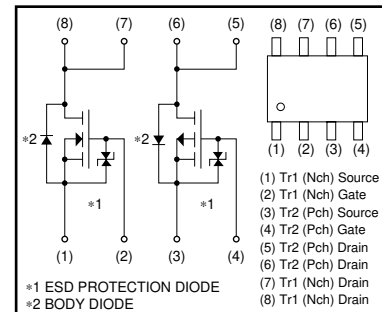 (8) (7) (6) (5)
(8) (7) (6) (5)
∗2 ∗2
∗1 ∗1
(1) (2) (3) (4)
(1) (2) (3) (4)
(1) Tr1 (Nch) Source
(2) Tr1 (Nch) Gate
(3) Tr2 (Pch) Source
(4) Tr2 (Pch) Gate
(5) Tr2 (Pch) Drain
(6) Tr2 (Pch) Drain
(7) Tr1 (Nch) Drain
(8) Tr1 (Nch) Drain
∗1 ESD PROTECTION DIODE
∗2 BODY DIODE